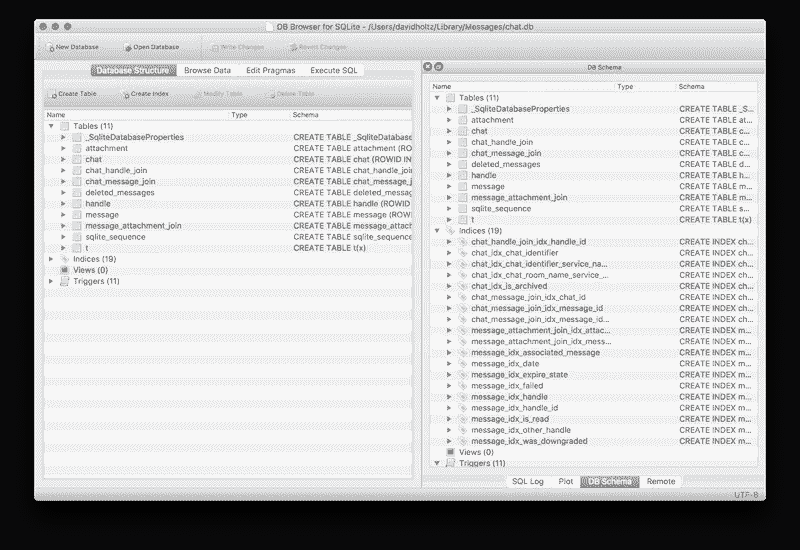 DB Browser for SQLite - /Users/davidholtz/Library/Messages/chat.db
New Database Open Database Write Changes Revert Changes
Database Structure Browse Data Edit Pragmas Execute SQL
Create Table Create Index Modify Table Delete Table
Name Type Schema
Tables (11)
_SqliteDatabaseProperties CREATE TABLE _SqliteDatabase
attachment CREATE TABLE attachment (RO
chat CREATE TABLE chat (ROWID IN
chat_handle_join CREATE TABLE chat_handle_joi
chat_message_join CREATE TABLE chat_message_j
deleted_messages CREATE TABLE deleted_messag
handle CREATE TABLE handle (ROWID
message CREATE TABLE message (ROWI
message_attachment_join CREATE TABLE message_attach
sqlite_sequence CREATE TABLE sqlite_sequence
t CREATE TABLE t(x)
Indices (19)
Views (0)
Triggers (11)
DB Schema
Name Type Schema
Tables (11)
_SqliteDatabaseProperties CREATE TABLE _S...
attachment CREATE TABLE at...
chat CREATE TABLE c...
chat_handle_join CREATE TABLE c...
chat_message_join CREATE TABLE c...
deleted_messages CREATE TABLE d...
handle CREATE TABLE h...
message CREATE TABLE m...
message_attachment_join CREATE TABLE m...
sqlite_sequence CREATE TABLE s...
t CREATE TABLE t(x)
Indices (19)
chat_handle_join_idx_handle_id CREATE INDEX ch...
chat_idx_chat_identifier CREATE INDEX ch...
chat_idx_chat_identifier_service_na... CREATE INDEX ch...
chat_idx_chat_room_name_service_... CREATE INDEX ch...
chat_idx_is_archived CREATE INDEX ch...
chat_message_join_idx_chat_id CREATE INDEX ch...
chat_message_join_idx_message_id CREATE INDEX ch...
chat_message_join_idx_message_id... CREATE INDEX ch...
message_attachment_join_idx_attac... CREATE INDEX m...
message_attachment_join_idx_mess... CREATE INDEX m...
message_idx_associated_message CREATE INDEX m...
message_idx_date CREATE INDEX m...
message_idx_expire_state CREATE INDEX m...
message_idx_failed CREATE INDEX m...
message_idx_handle CREATE INDEX m...
message_idx_handle_id CREATE INDEX m...
message_idx_is_read CREATE INDEX m...
message_idx_other_handle CREATE INDEX m...
message_idx_was_downgraded CREATE INDEX m...
Views (0)
Triggers (11)
SQL Log Plot DB Schema Remote
UTF-8